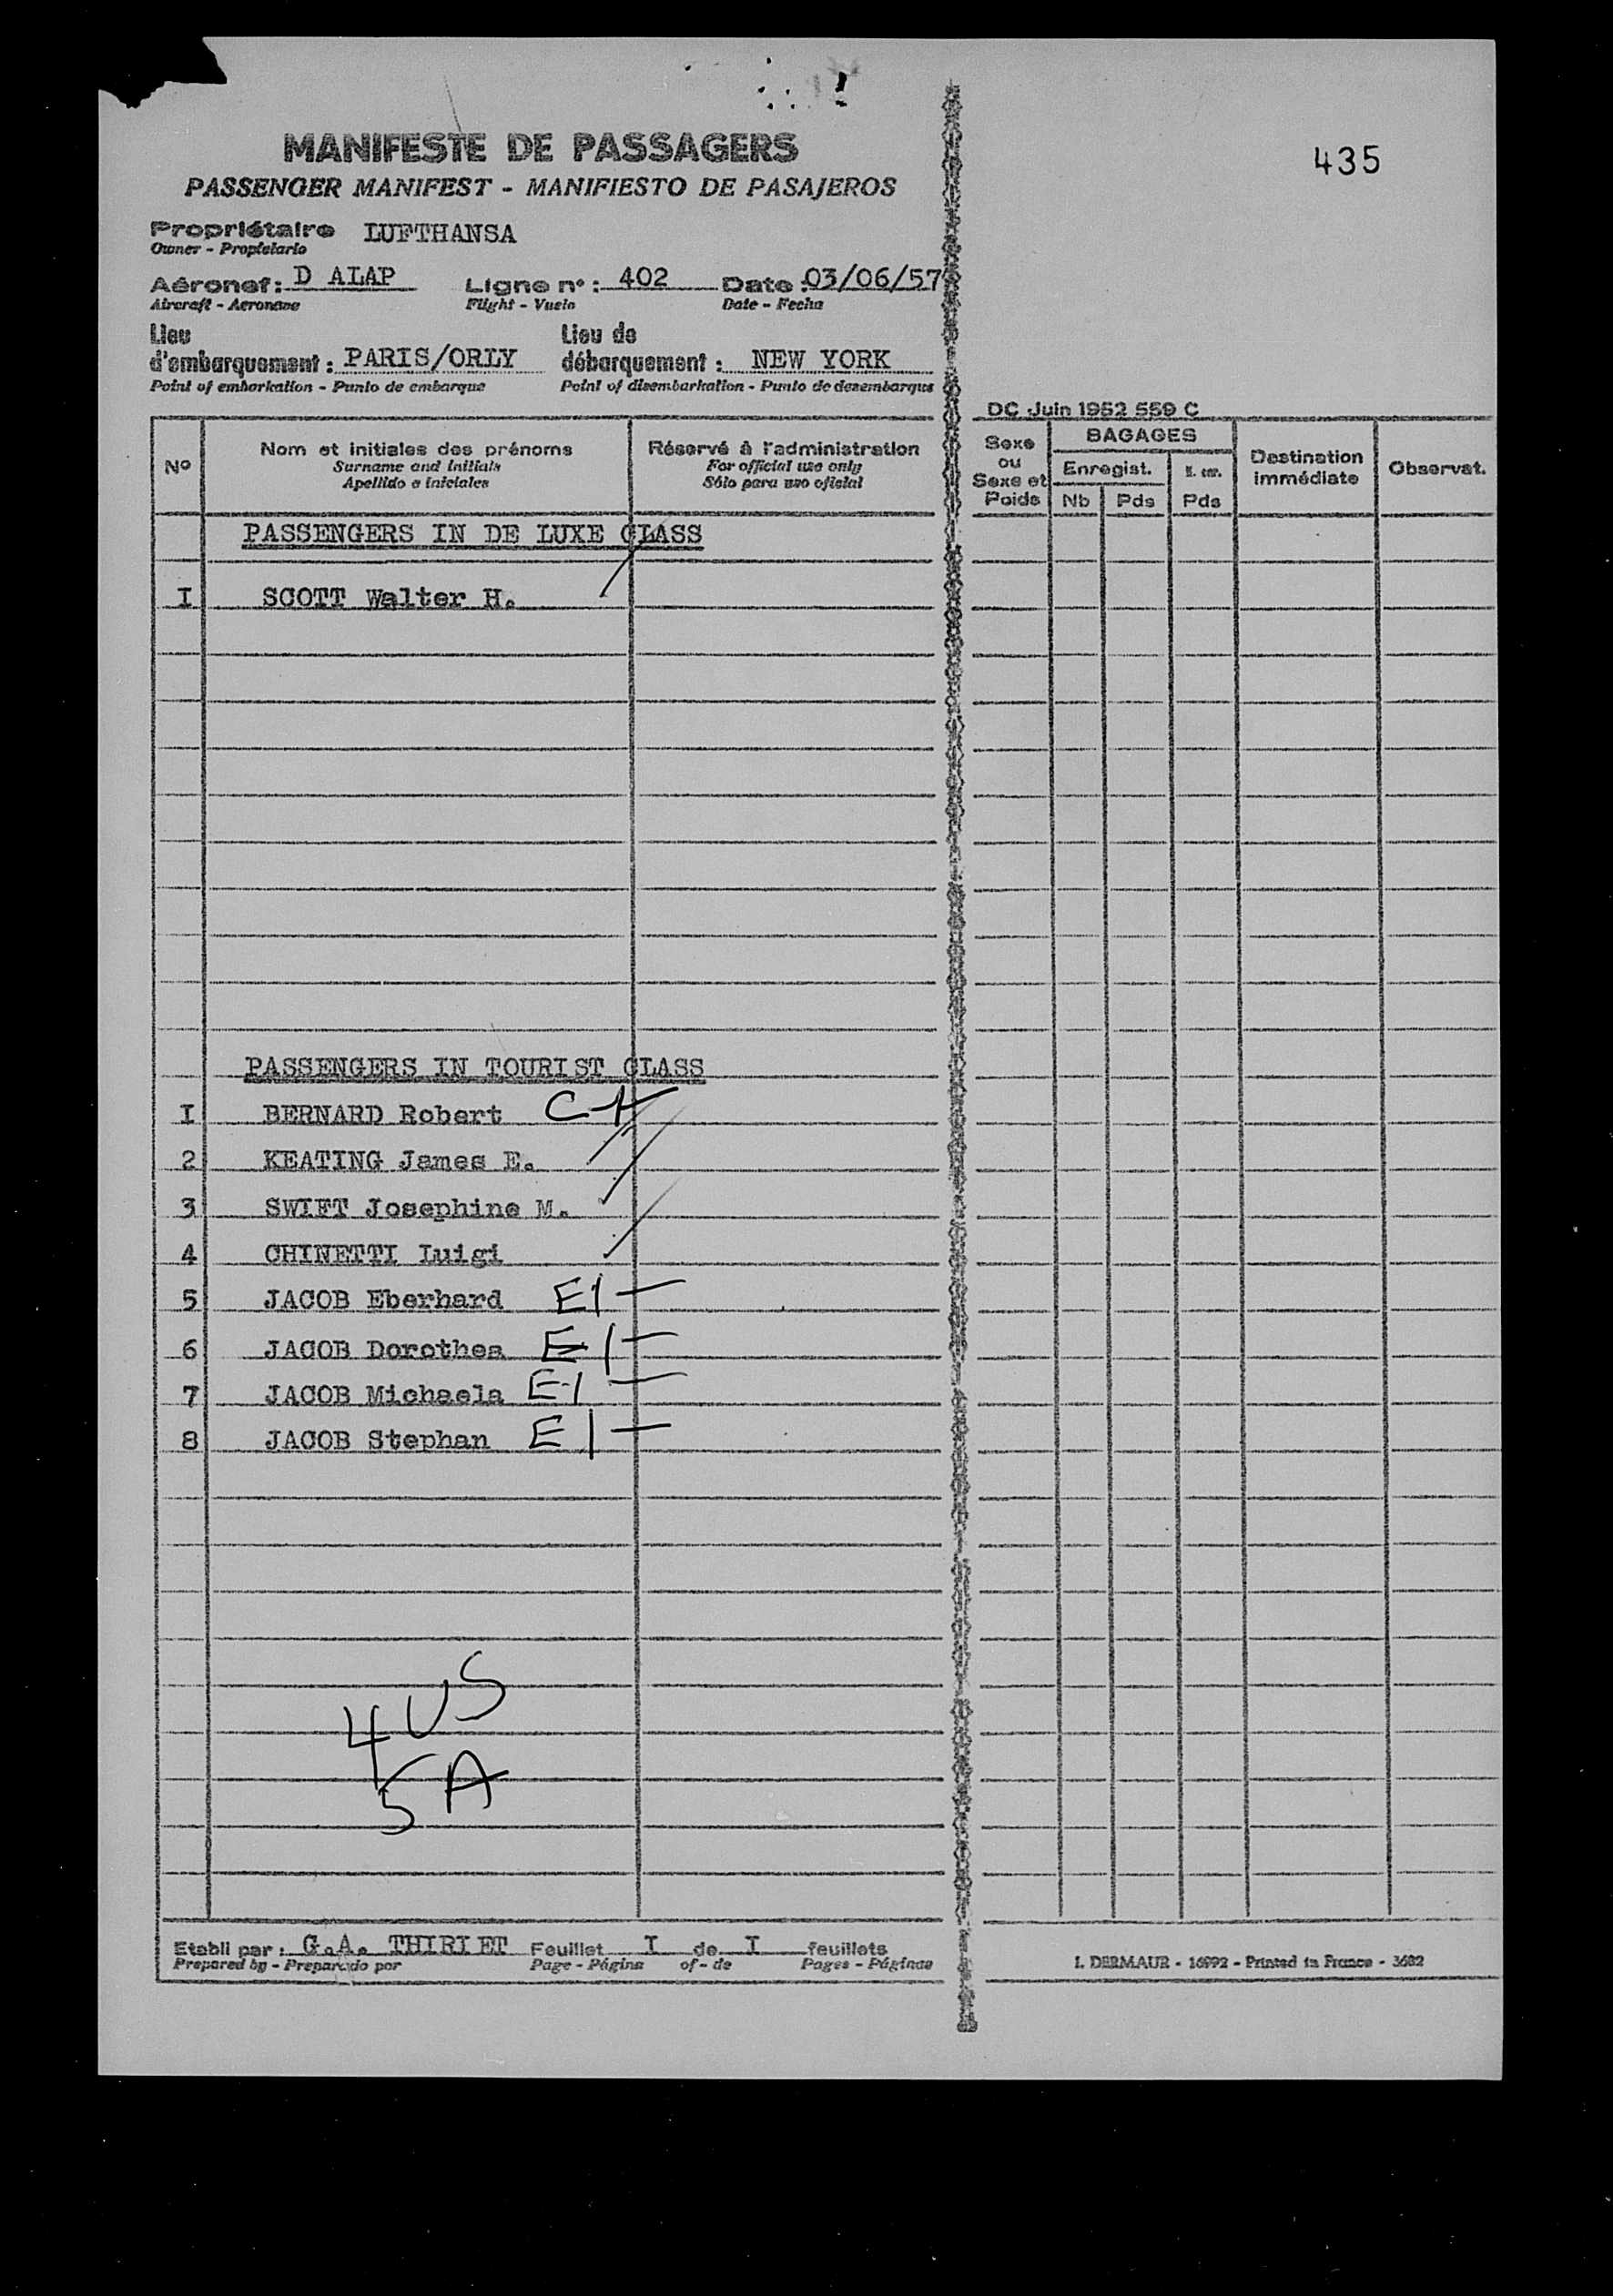 MANIFESTE DE PASSAGERS
PASSENGER MANIFEST - MANIFIESTO DE PASAJEROS
435
Propriétaire LUFTHANSA
Owner - Propietario
Aéronef: D ALAP Ligne n°: 402 Date: 03/06/57
Aircraft - Aeronave Flight - Vuelo Date - Fecha
Lieu d'embarquement: PARIS/ORLY
Point of embarkation - Punto de embarque
Lieu de débarquement: NEW YORK
Point of disembarkation - Punto de desembarque
DC Juin 1952 559 C
N° Nom et initiales des prénoms
Surname and initials
Apellido e iniciales
Réservé à l'administration
For official use only
Sólo para uso oficial
Sexe ou Sexe et Poids
BAGAGES
Enregist.
Nb Pds Pds
Destination immédiate
Observat.
PASSENGERS IN DE LUXE CLASS
I SCOTT Walter H.
PASSENGERS IN TOURIST CLASS
I BERNARD Robert
2 KEATING James E.
3 SWIFT Josephine M.
4 CHINETTI Luigi
5 JACOB Eberhard E1 —
6 JACOB Dorothea E1 —
7 JACOB Michaela E1 —
8 JACOB Stephan E1 —
4 US
5 A
Etabli par: G.A. THIRIET Feuillet I de I feuillets
Prepared by - Preparado por Page - Página of - de Pages - Páginas
I. DERMAUR - 16992 - Printed in France - 3682